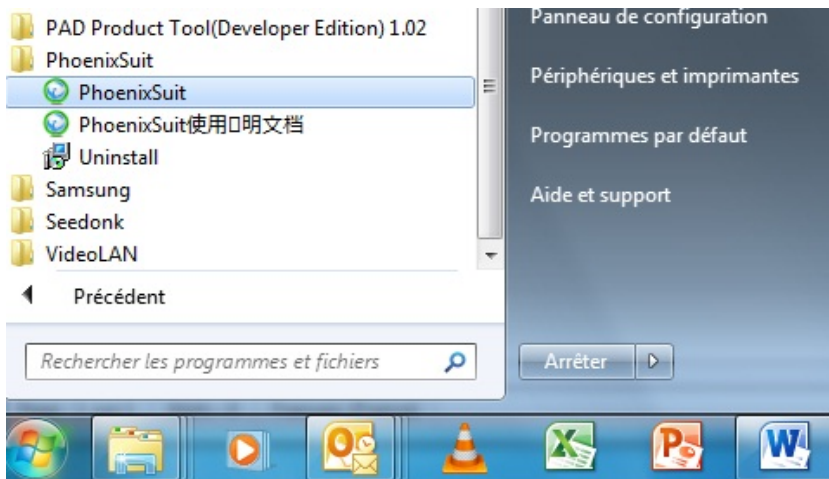 PAD Product Tool(Developer Edition) 1.02
PhoenixSuit
PhoenixSuit
PhoenixSuit使用▯明文档
Uninstall
Samsung
Seedonk
VideoLAN
Précédent
Rechercher les programmes et fichiers
Panneau de configuration
Périphériques et imprimantes
Programmes par défaut
Aide et support
Arrêter